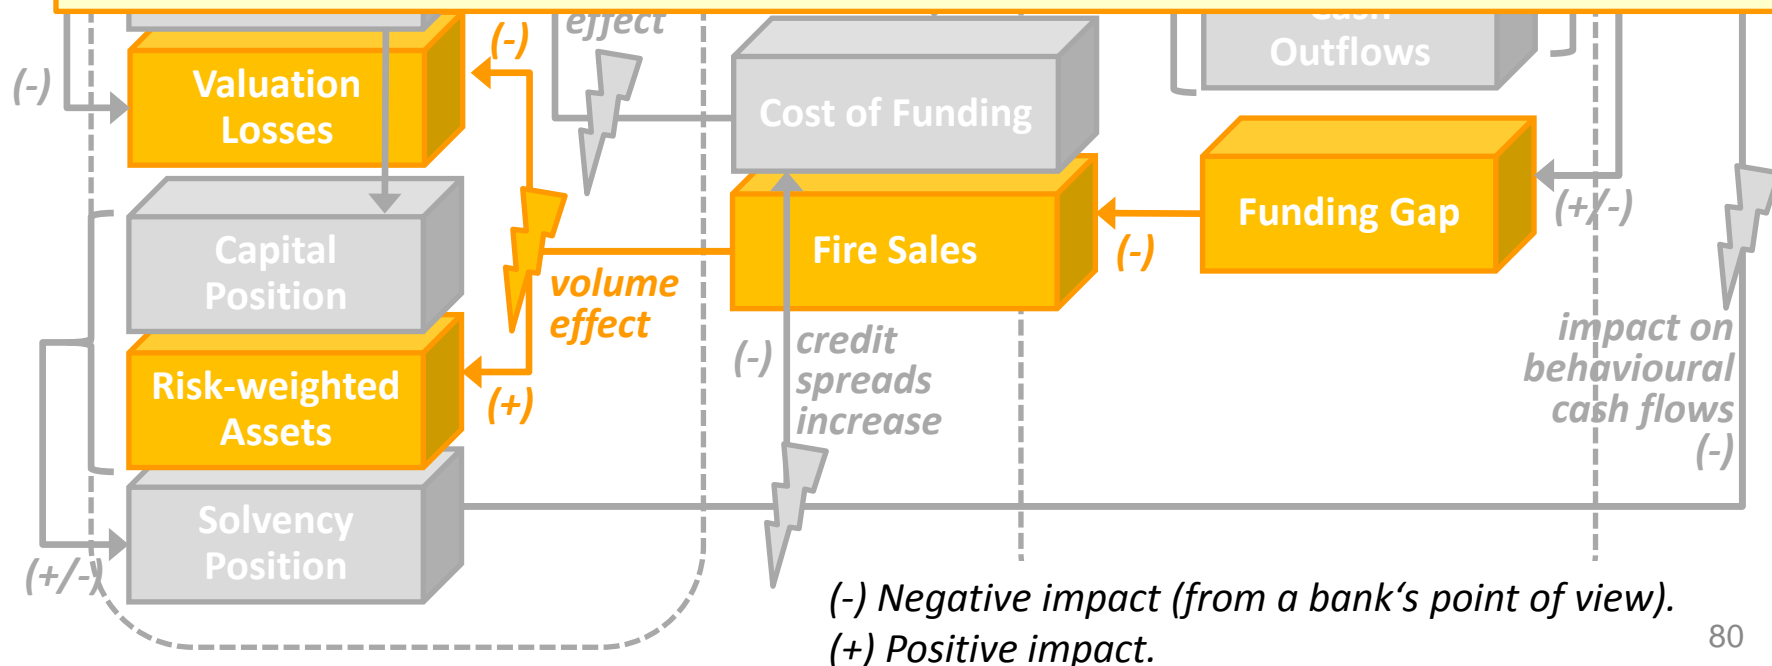 effect
(-)
(-)
Valuation
Losses
Cost of Funding
Cash
Outflows
Funding Gap
(+/-)
(-)
Fire Sales
Capital
Position
volume
effect
Risk-weighted
Assets
(+)
(-)
credit
spreads
increase
impact on
behavioural
cash flows
(-)
Solvency
Position
(+/-)
(-) Negative impact (from a bank‘s point of view).
(+) Positive impact.
80